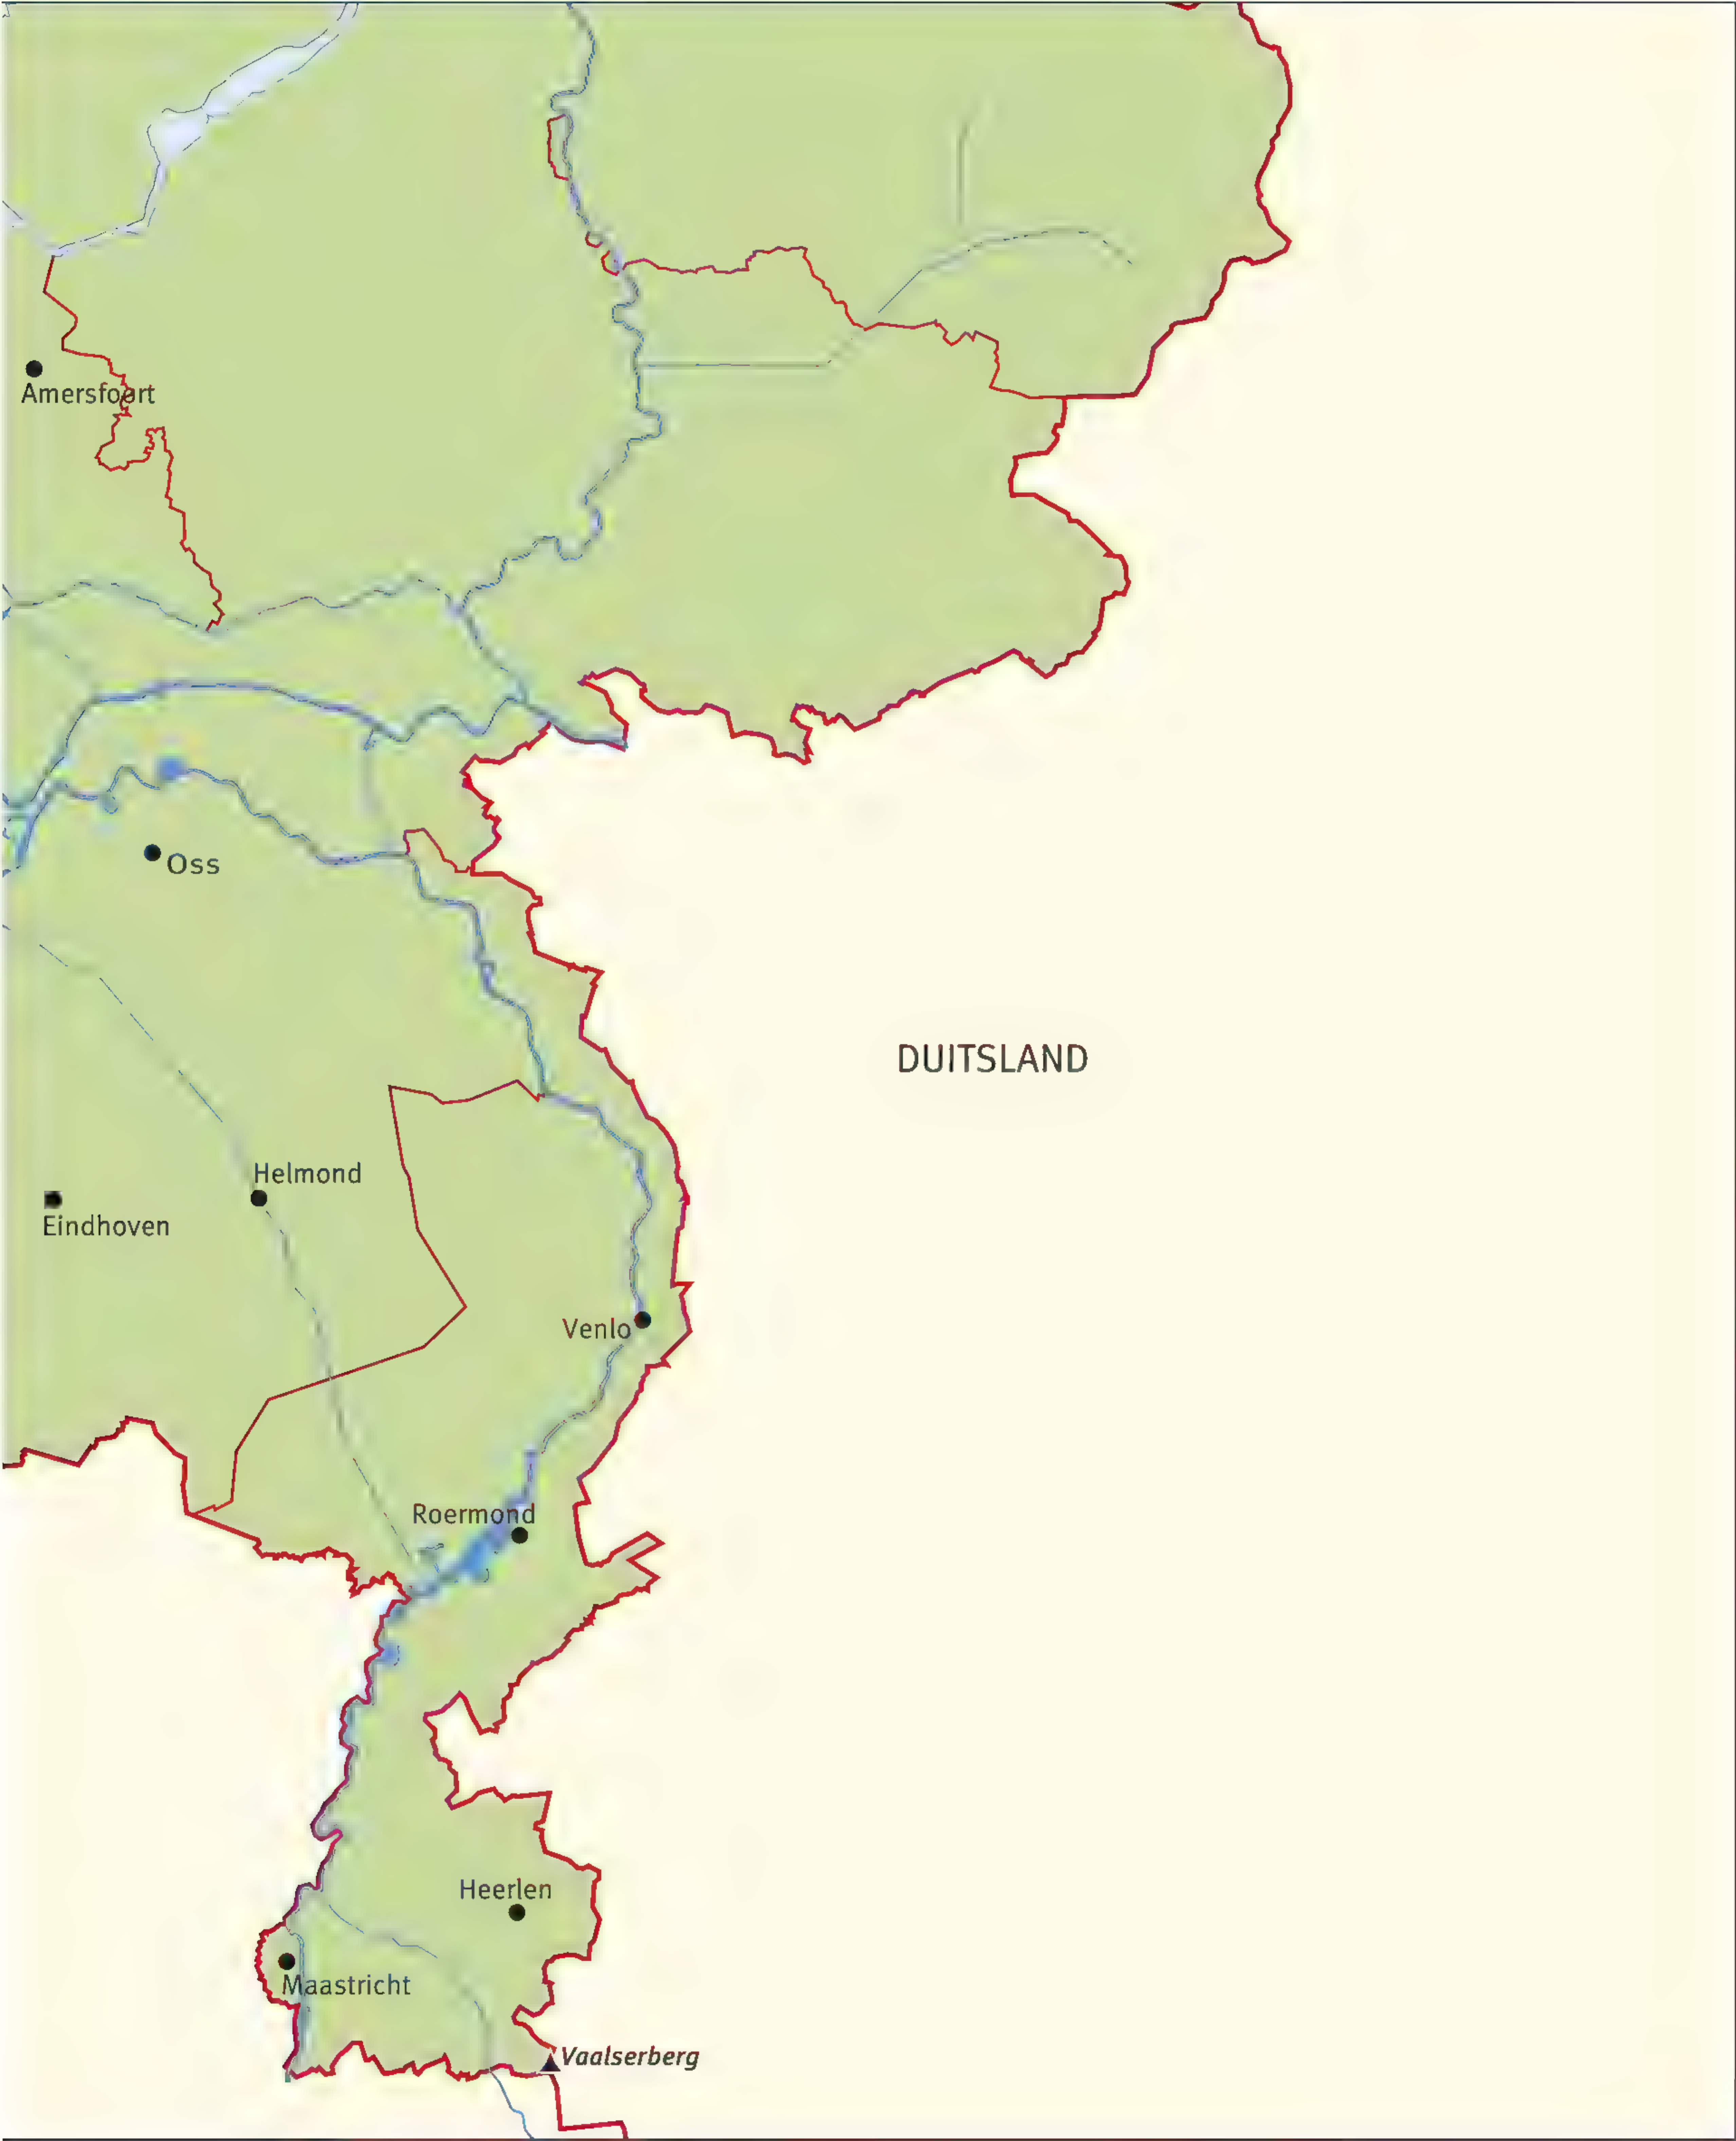 Amersfoort
Oss
DUITSLAND
Helmond
Eindhoven
Venlo
Roermond
Heerlen
Maastricht
Vaalserberg